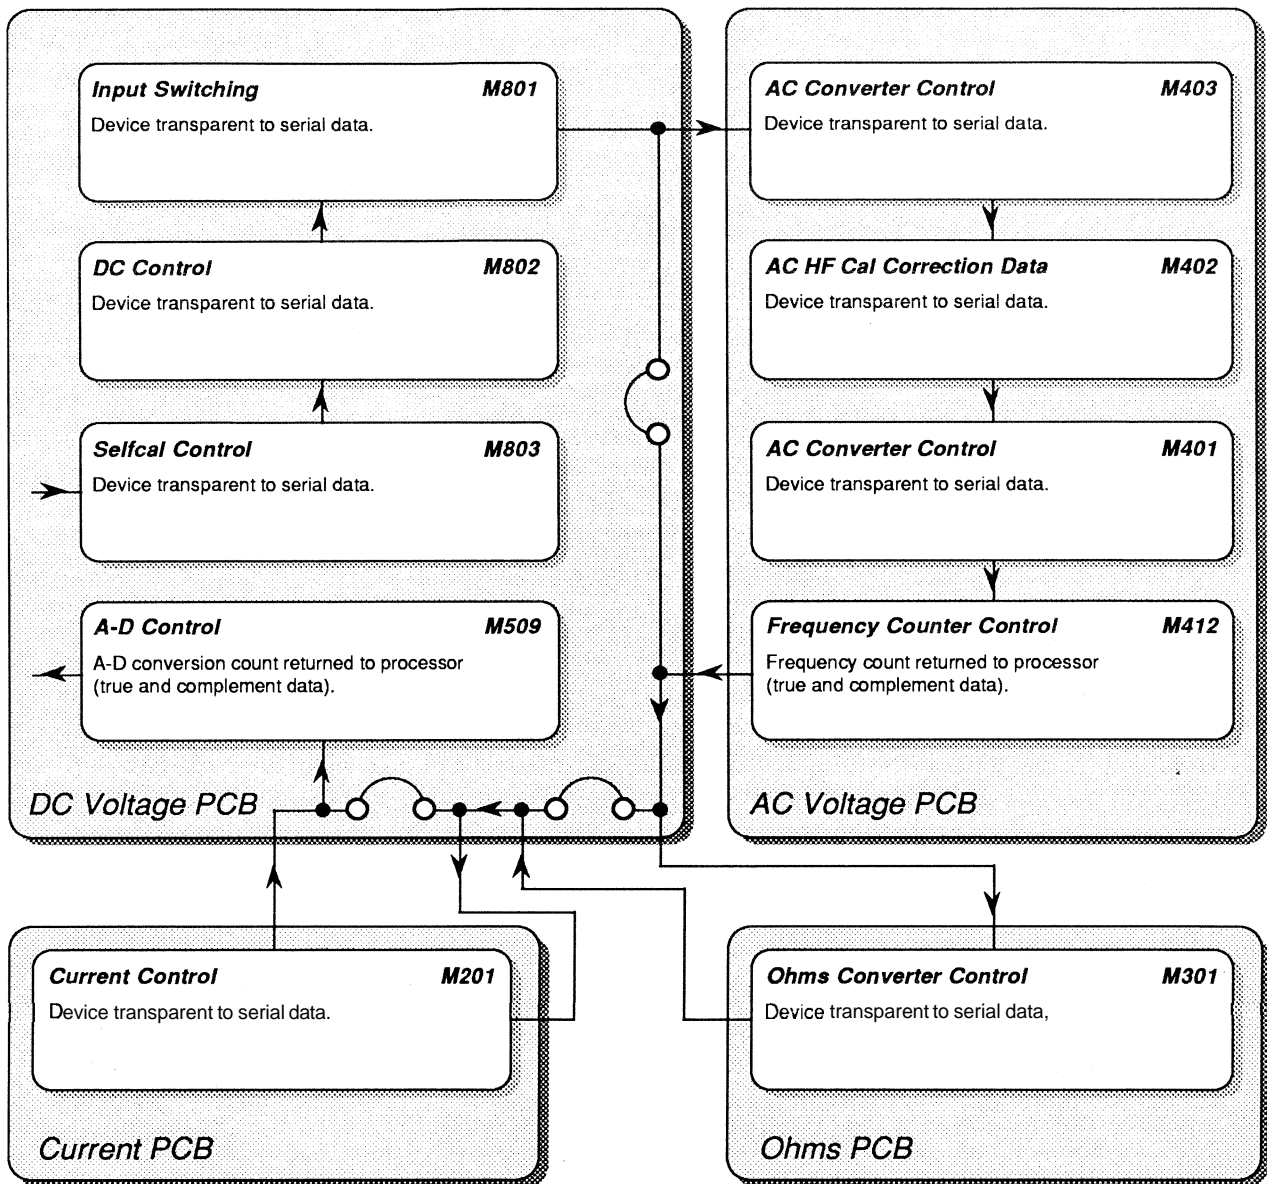 Input Switching M801
Device transparent to serial data.
DC Control M802
Device transparent to serial data.
Selfcal Control M803
Device transparent to serial data.
A-D Control M509
A-D conversion count returned to processor
(true and complement data).
DC Voltage PCB
AC Converter Control M403
Device transparent to serial data.
AC HF Cal Correction Data M402
Device transparent to serial data.
AC Converter Control M401
Device transparent to serial data.
Frequency Counter Control M412
Frequency count returned to processor
(true and complement data).
AC Voltage PCB
Current Control M201
Device transparent to serial data.
Current PCB
Ohms Converter Control M301
Device transparent to serial data,
Ohms PCB